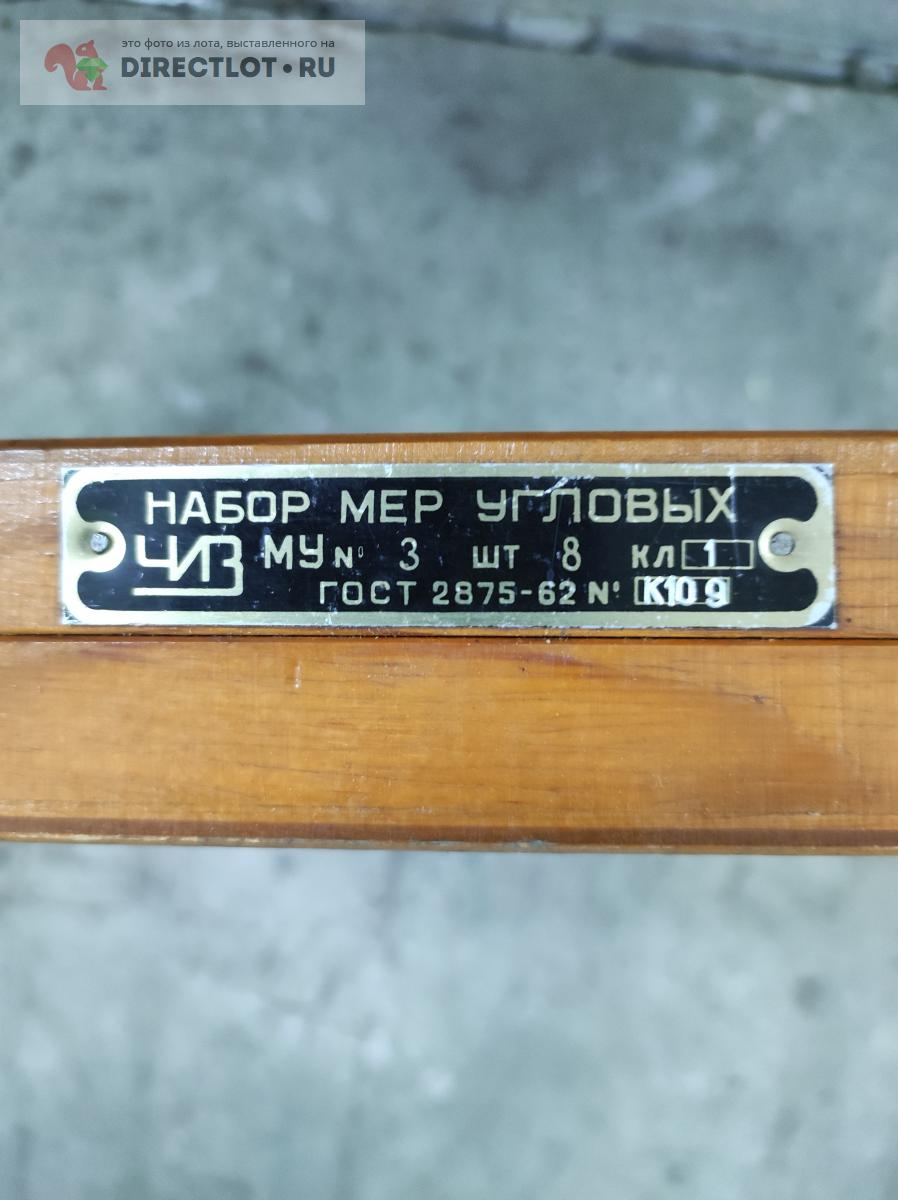 это фото из лота, выставленного на
DIRECTLOT•RU
НАБОР МЕР УГЛОВЫХ
ЧИЗ МУ № 3 ШТ 8 КЛ 1
ГОСТ 2875-62 № К109